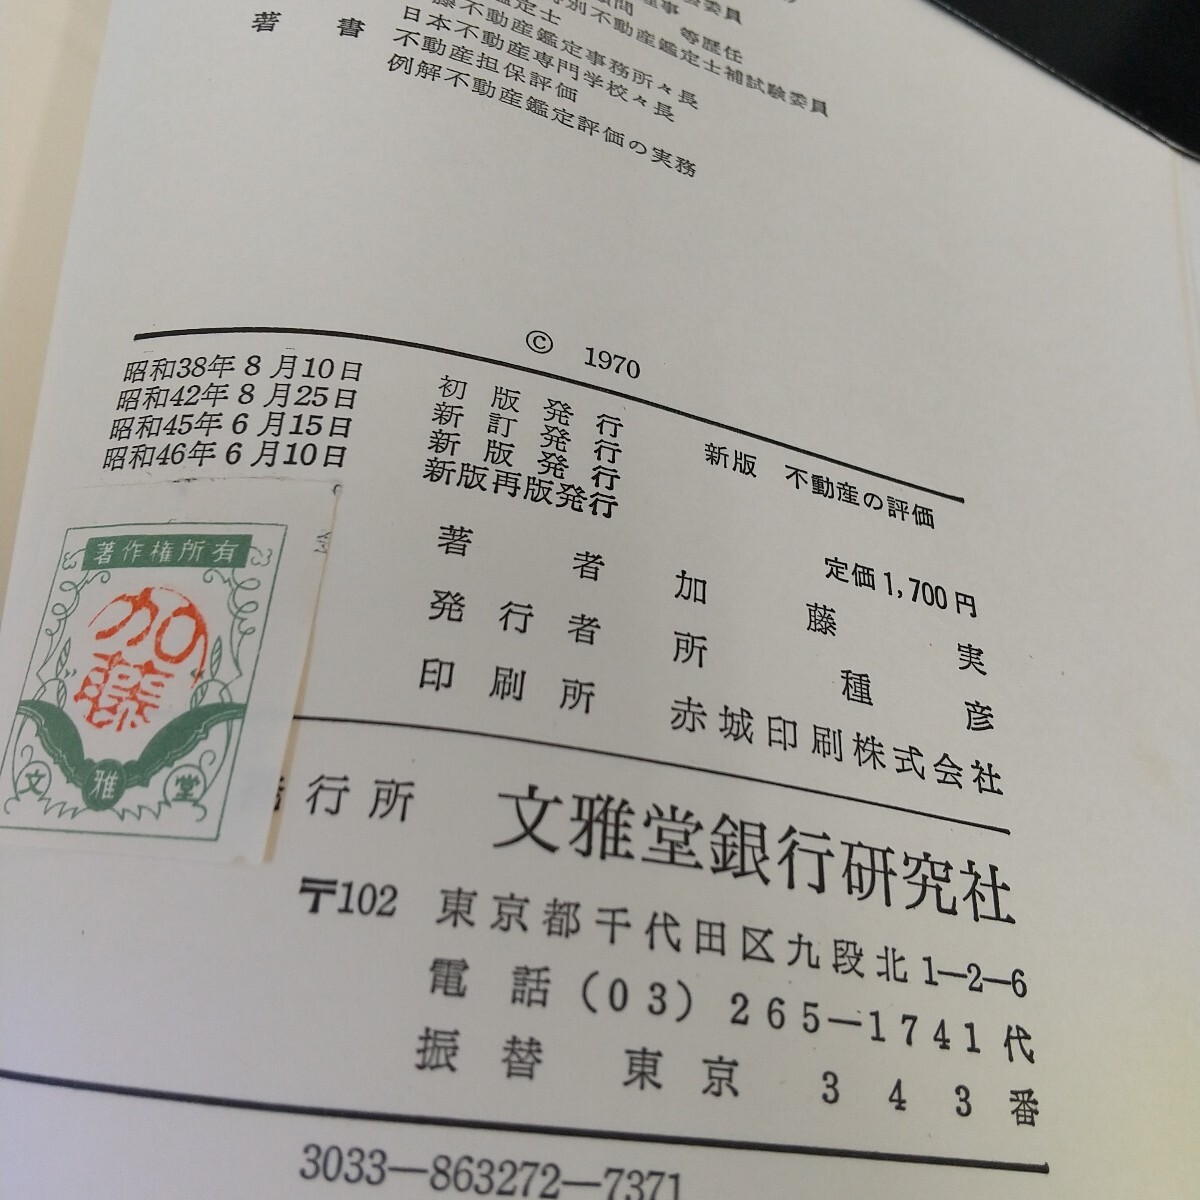 等歴任
特別不動産鑑定士補試験委員
藤不動産鑑定事務所々長
日本不動産専門学校々長
著書 不動産担保評価
例解不動産鑑定評価の実務
© 1970
昭和38年8月10日 初版発行
昭和42年8月25日 新訂発行
昭和45年6月15日 新版発行
昭和46年6月10日 新版再版発行
新版 不動産の評価
定価1,700円
著者 加藤実
発行者 所種彦
印刷所 赤城印刷株式会社
著作権所有
加藤
文雅堂
行所 文雅堂銀行研究社
〒102 東京都千代田区九段北1—2—6
電話(03)265—1741代
振替 東京 343番
3033—863272—7371